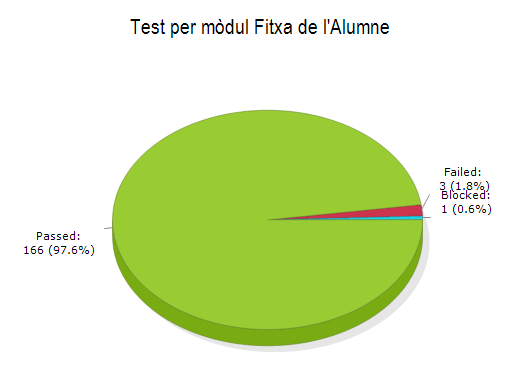 Test per mòdul Fitxa de l'Alumne
Failed:
3 (1.8%)
Blocked:
1 (0.6%)
Passed:
166 (97.6%)